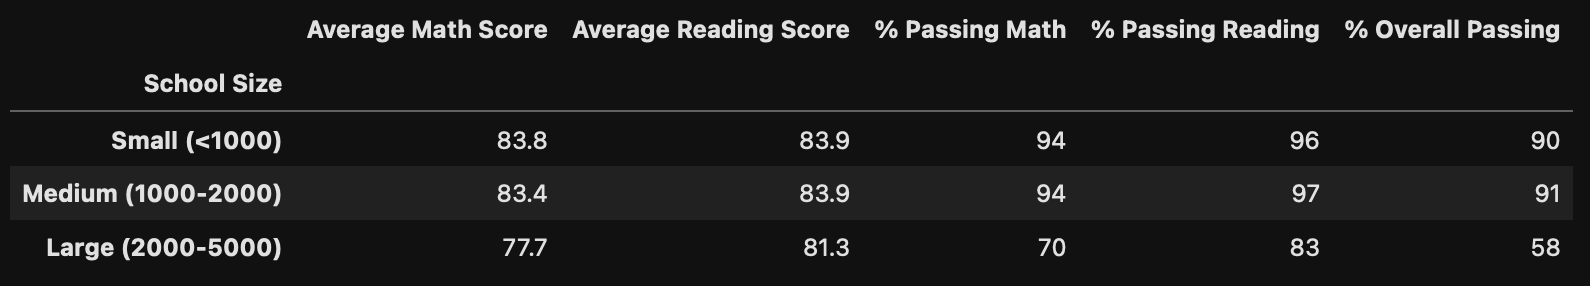 Average Math Score Average Reading Score % Passing Math % Passing Reading % Overall Passing
School Size
Small (<1000) 83.8 83.9 94 96 90
Medium (1000-2000) 83.4 83.9 94 97 91
Large (2000-5000) 77.7 81.3 70 83 58